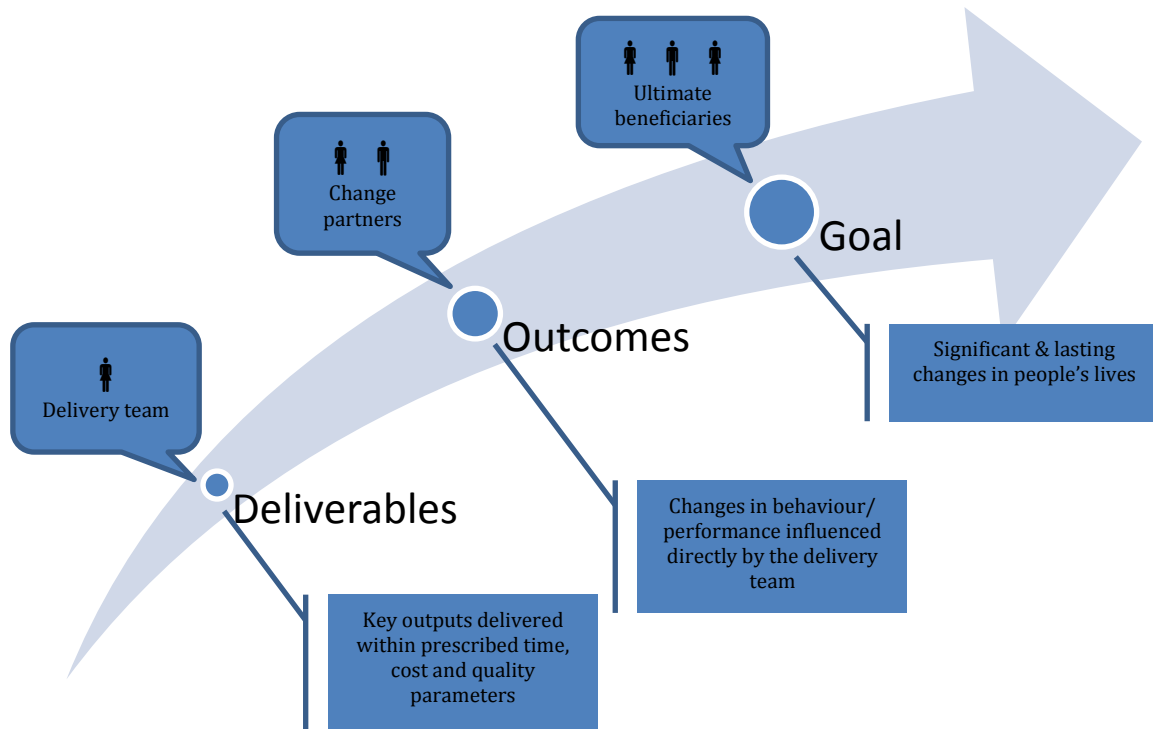 Ultimate
beneficiaries
Change
partners
Goal
Outcomes
Significant & lasting
changes in people’s lives
Delivery team
Deliverables
Changes in behaviour/
performance influenced
directly by the delivery
team
Key outputs delivered
within prescribed time,
cost and quality
parameters